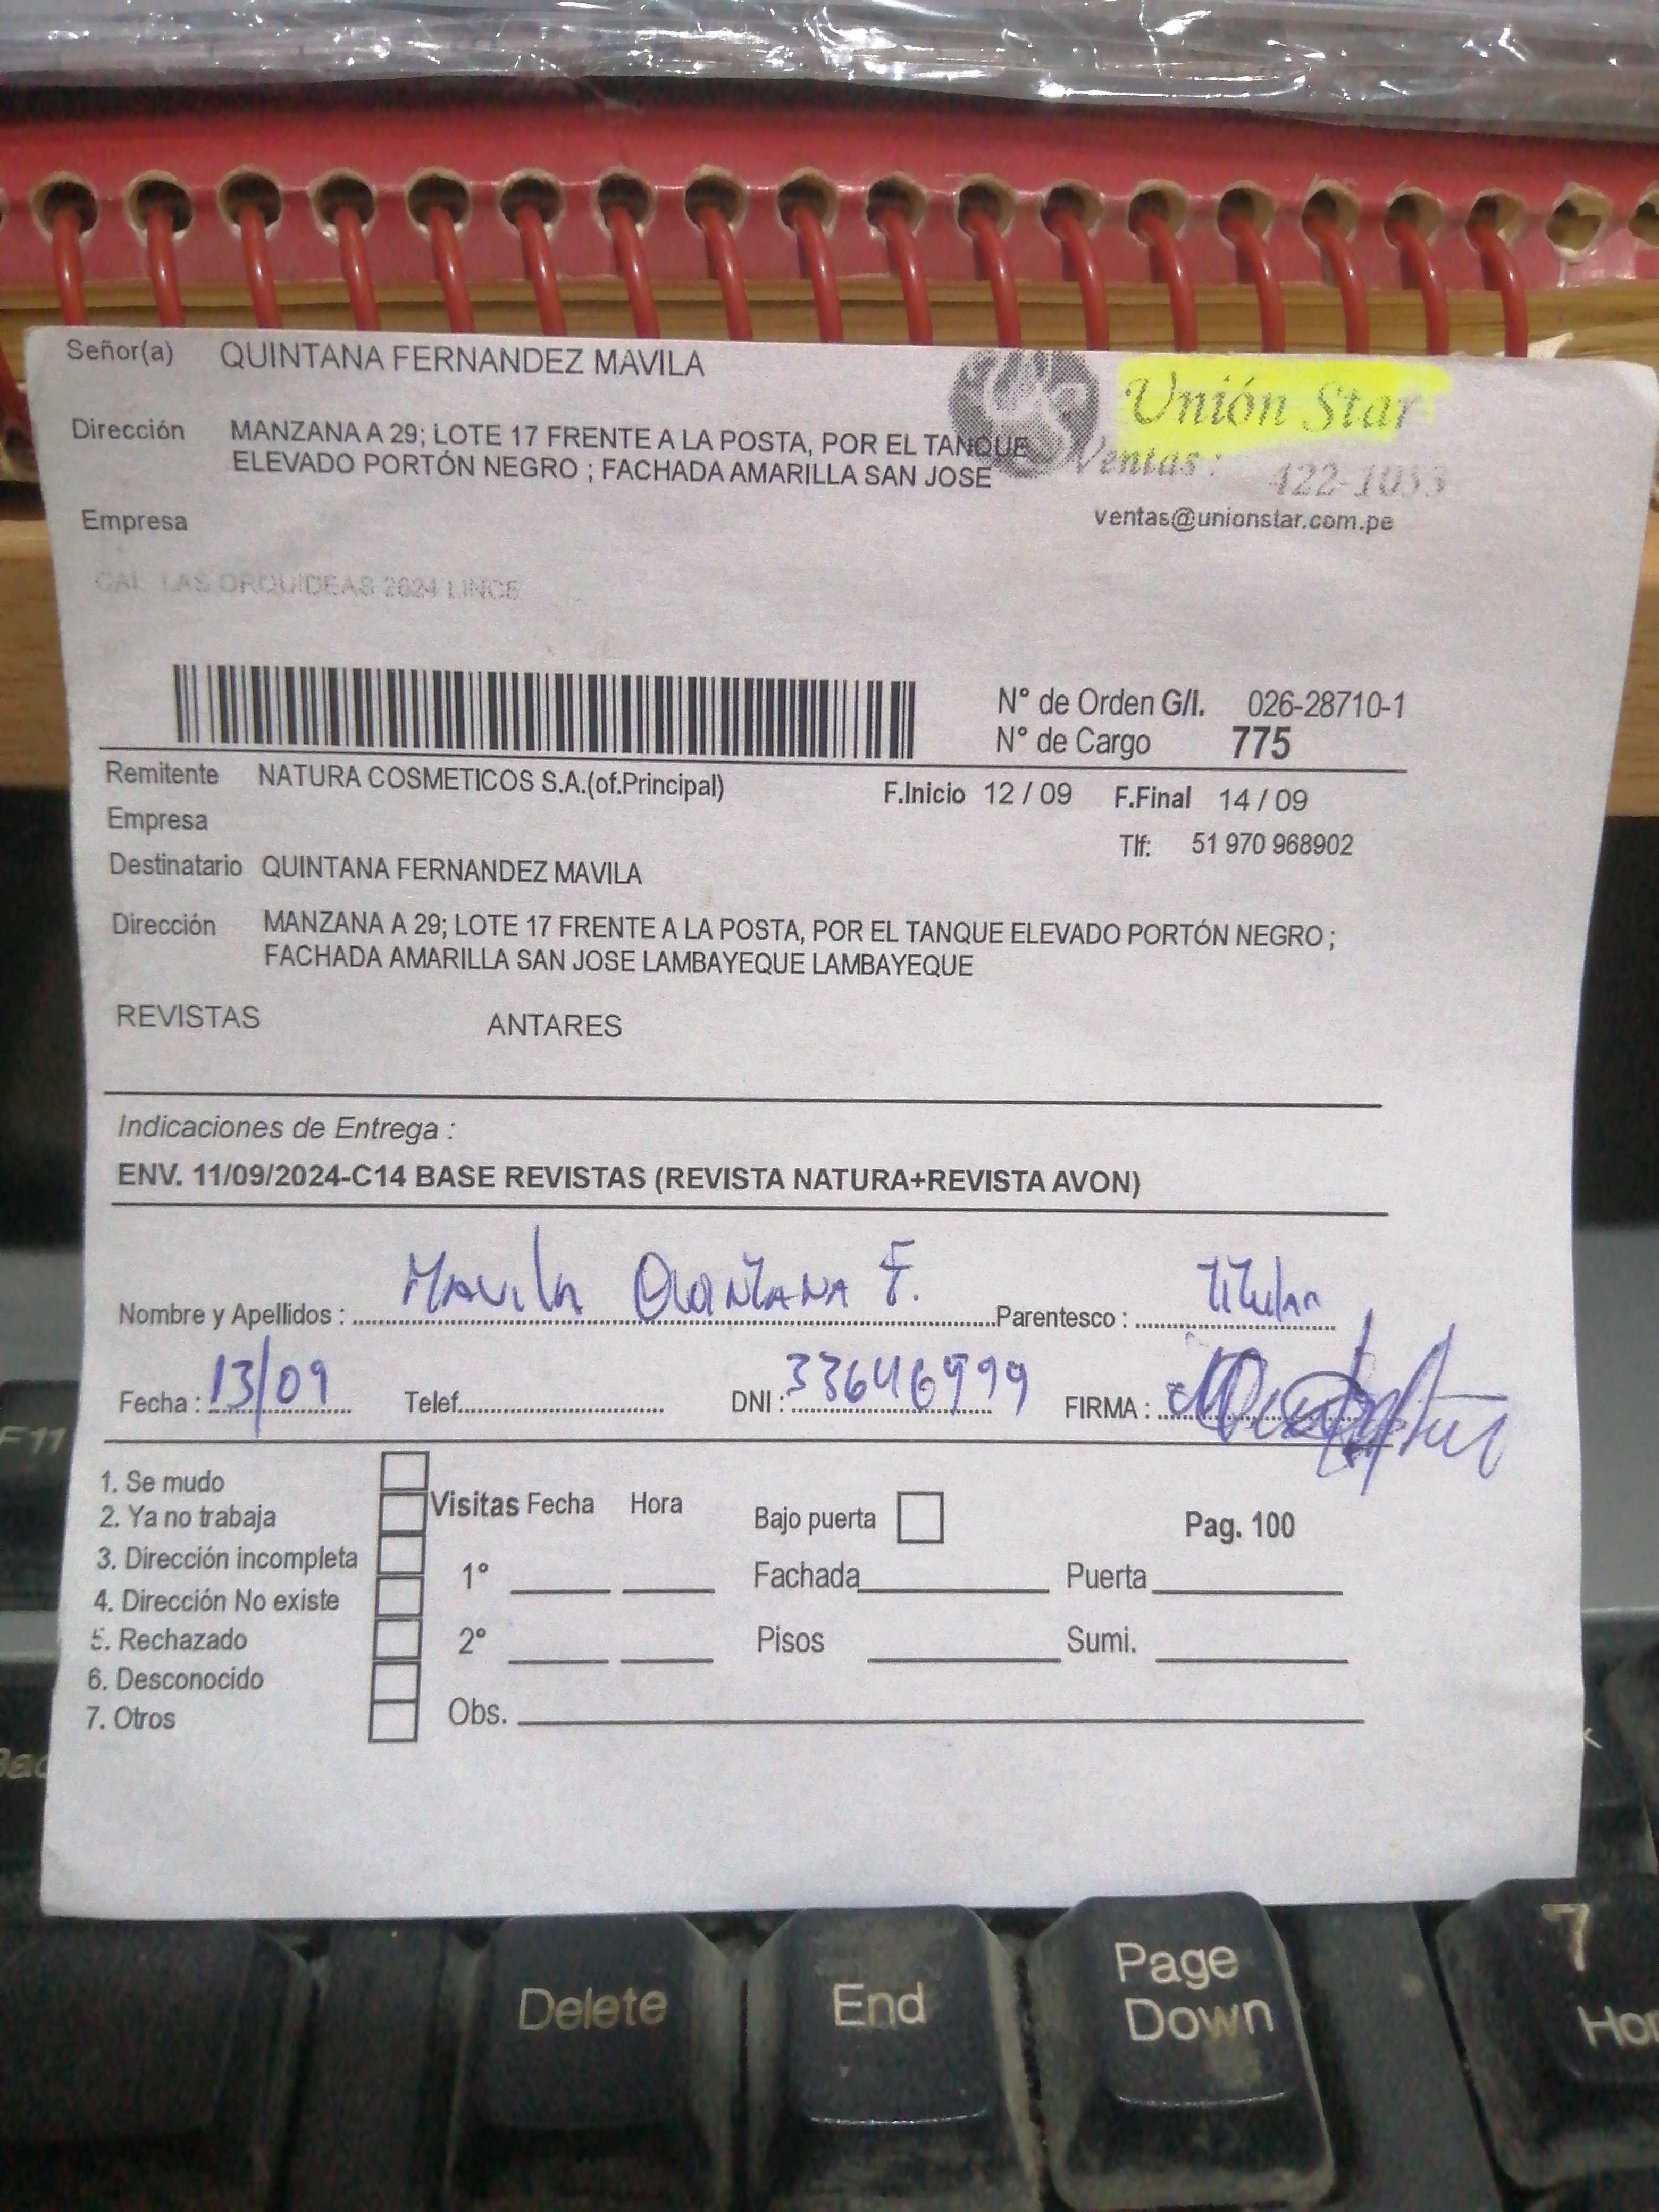 Señor(a) QUINTANA FERNANDEZ MAVILA
Unión Star
Dirección MANZANA A 29; LOTE 17 FRENTE A LA POSTA, POR EL TANQUE
ELEVADO PORTÓN NEGRO ; FACHADA AMARILLA SAN JOSE
Ventas: 422-1053
Empresa
ventas@unionstar.com.pe
CAL LAS ORQUIDEAS 2624 LINCE
N° de Orden G/I. 026-28710-1
N° de Cargo 775
Remitente NATURA COSMETICOS S.A.(of.Principal)
F.Inicio 12 / 09 F.Final 14 / 09
Empresa
Tlf: 51 970 968902
Destinatario QUINTANA FERNANDEZ MAVILA
Dirección MANZANA A 29; LOTE 17 FRENTE A LA POSTA, POR EL TANQUE ELEVADO PORTÓN NEGRO ;
FACHADA AMARILLA SAN JOSE LAMBAYEQUE LAMBAYEQUE
REVISTAS ANTARES
Indicaciones de Entrega :
ENV. 11/09/2024-C14 BASE REVISTAS (REVISTA NATURA+REVISTA AVON)
Nombre y Apellidos : Mavila Quintana F. Parentesco : Titular
Fecha : 13/09 Telef. DNI : 33646999 FIRMA :
1. Se mudo
2. Ya no trabaja
3. Dirección incompleta
4. Dirección No existe
5. Rechazado
6. Desconocido
7. Otros
Visitas Fecha Hora
1°
2°
Obs.
Bajo puerta
Pag. 100
Fachada Puerta
Pisos Sumi.
F11
Delete
End
Page
Down
7